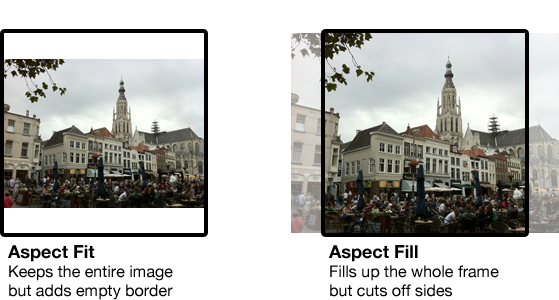 Aspect Fit
Keeps the entire image
but adds empty border
Aspect Fill
Fills up the whole frame
but cuts off sides